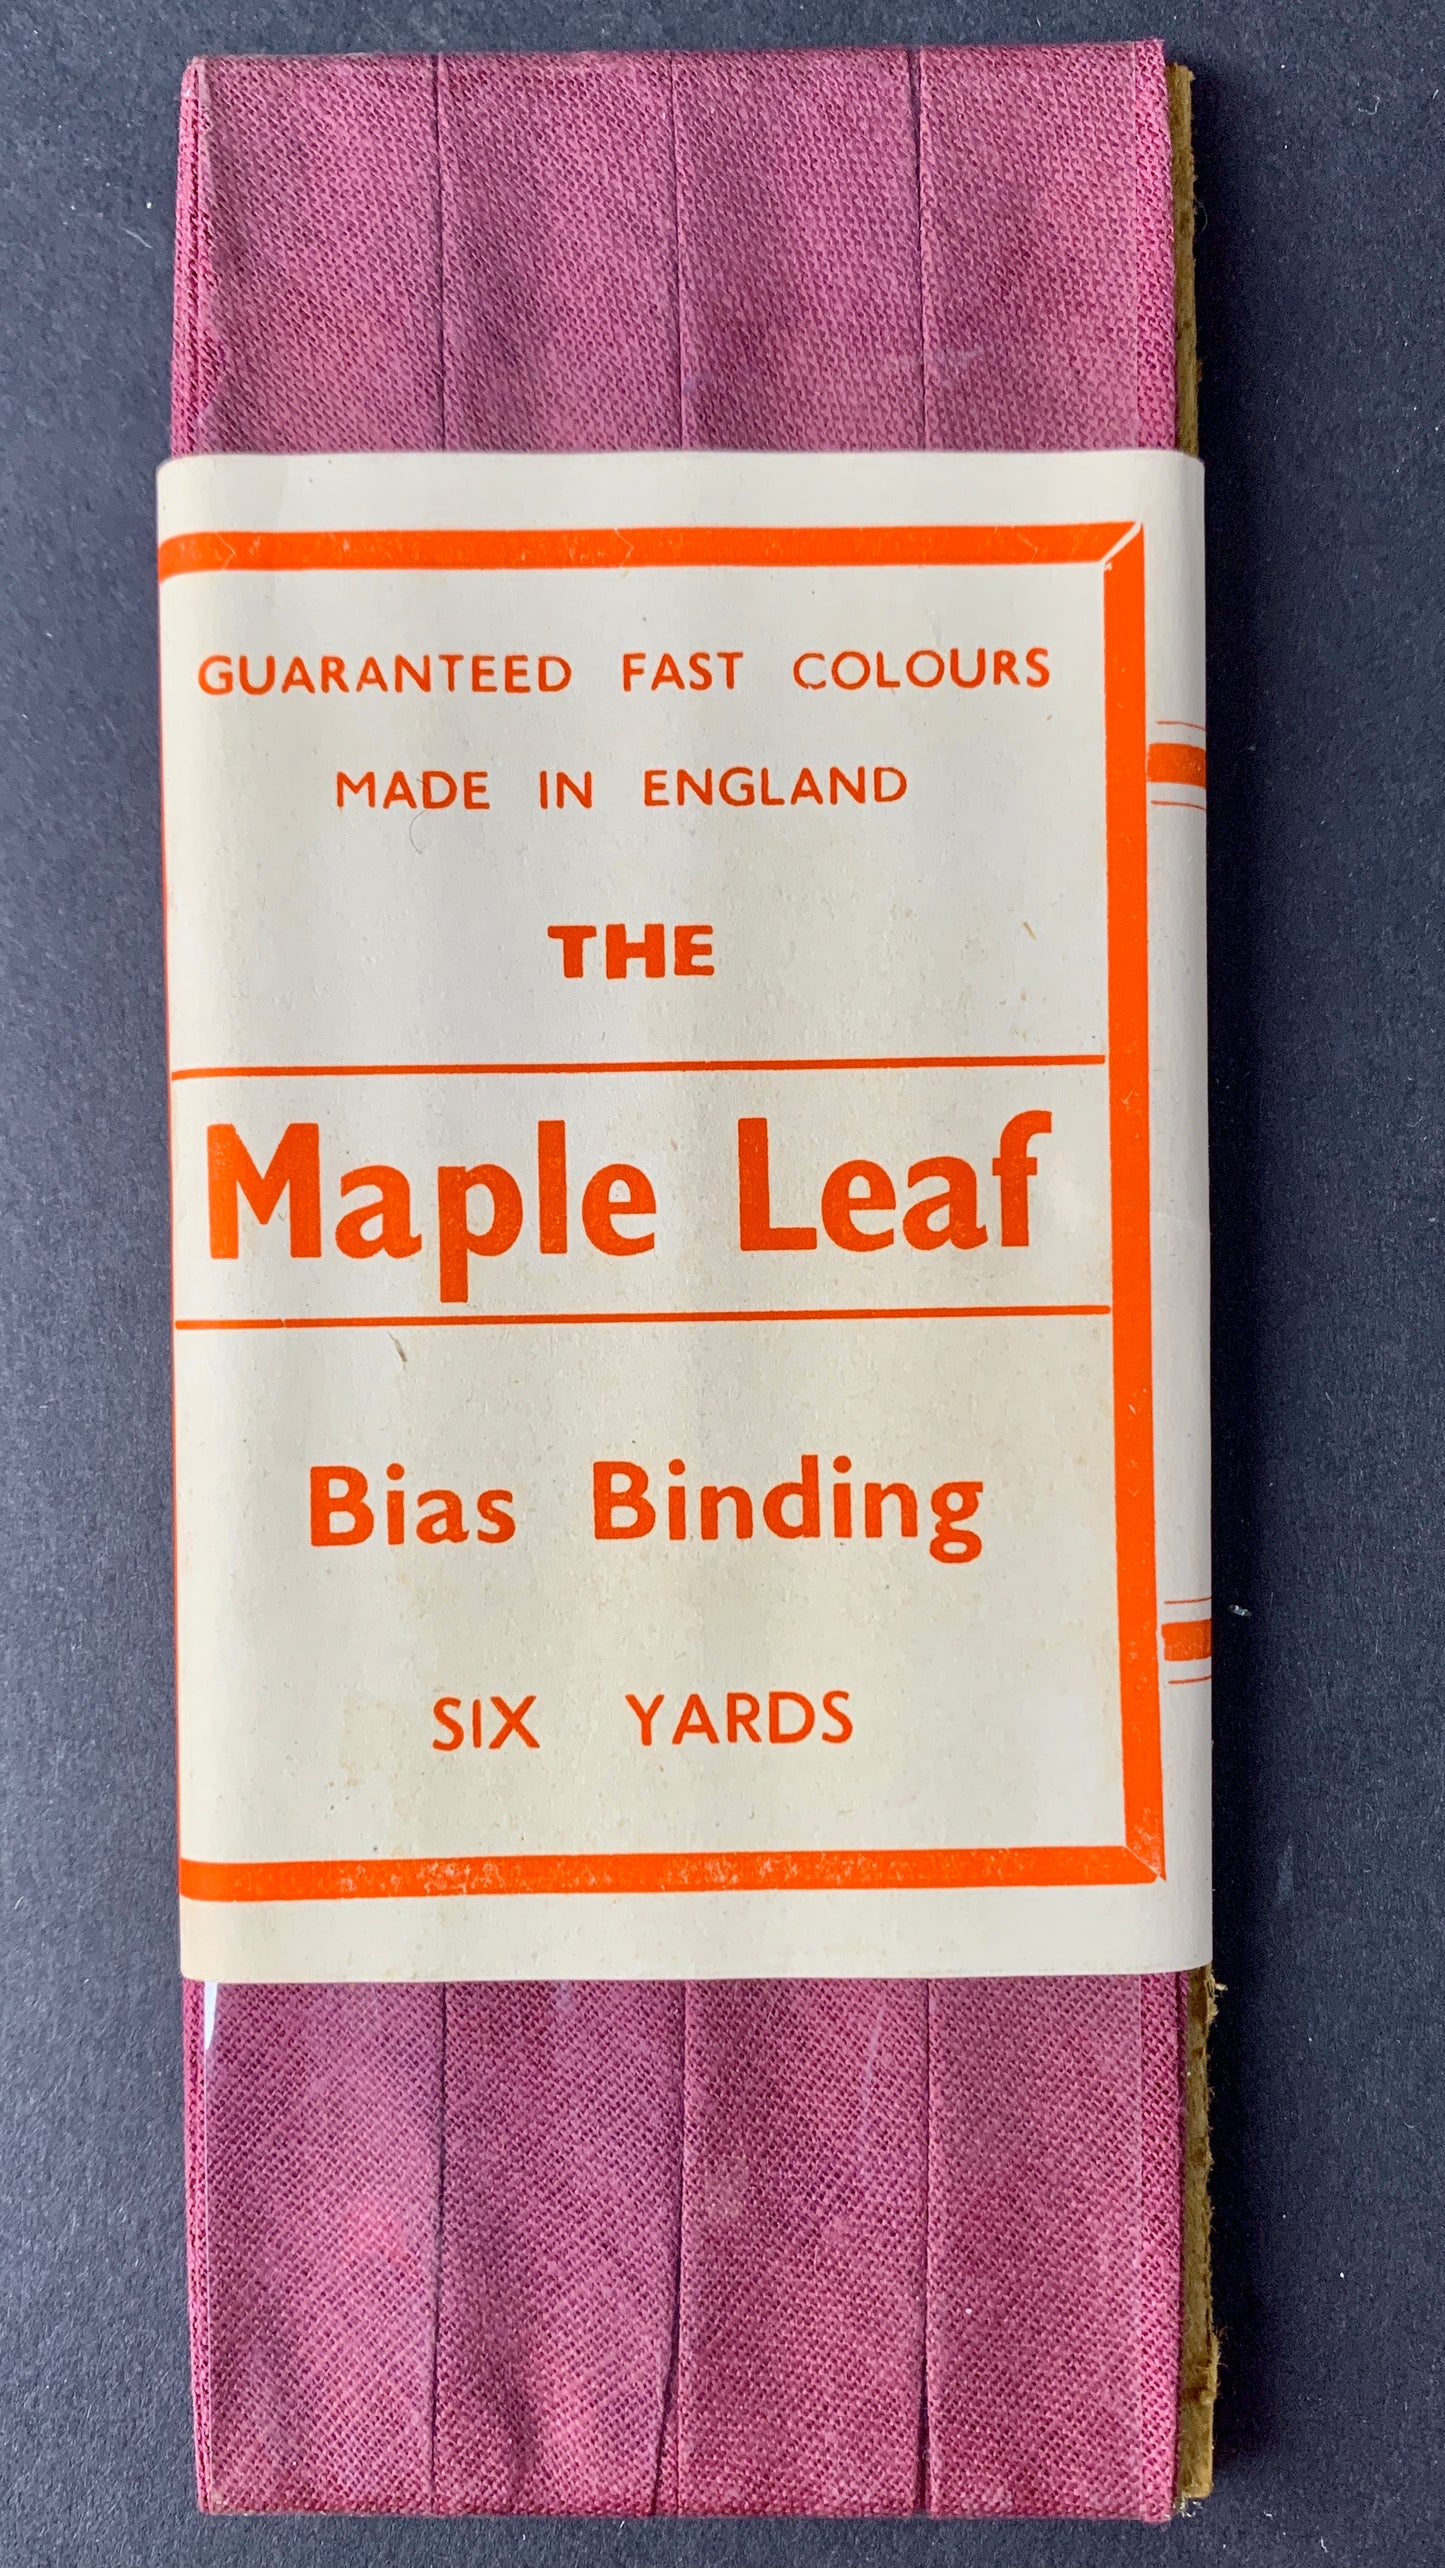 GUARANTEED FAST COLOURS
MADE IN ENGLAND
THE
Maple Leaf
Bias Binding
SIX YARDS